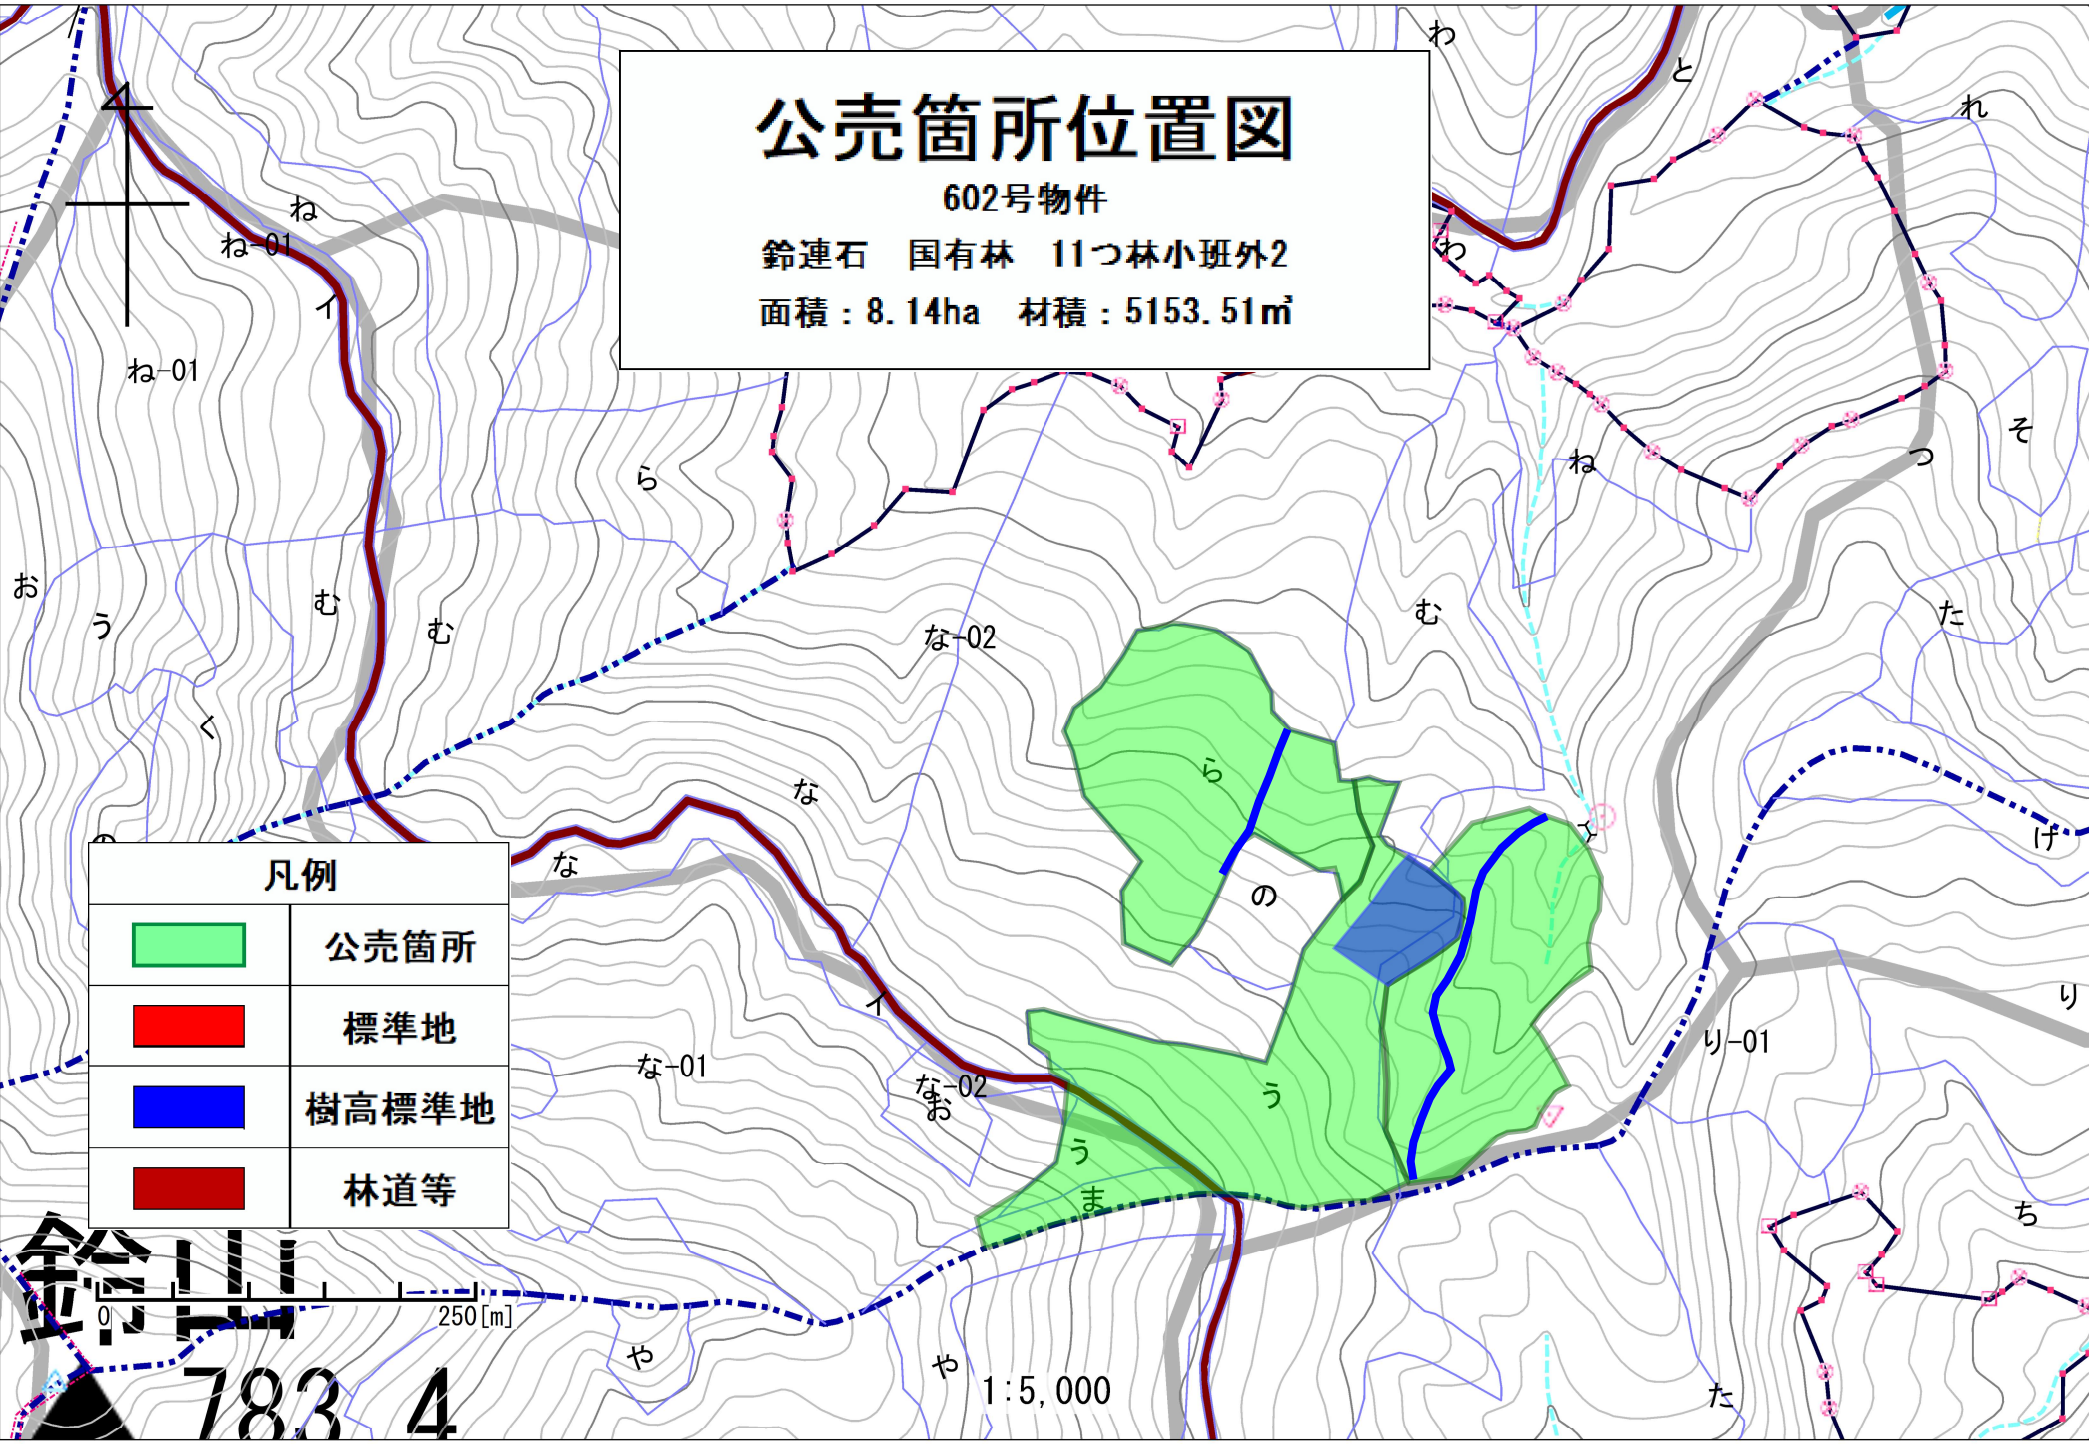 公売箇所位置図
602号物件
鈴連石　国有林　11つ林小班外2
面積：8.14ha　材積：5153.51㎥
わ
と
れ
ね
ね-01
イ
ね-01
わ
そ
つ
ね
ら
お
う
む
む
な-02
む
た
く
ら
な
け
の
な
の
凡例
公売箇所
標準地
樹高標準地
林道等
イ
り
り-01
な-01
な-02
お
う
う
ま
ち
鈴山
0
250[m]
や
や
1:5,000
た
783.4